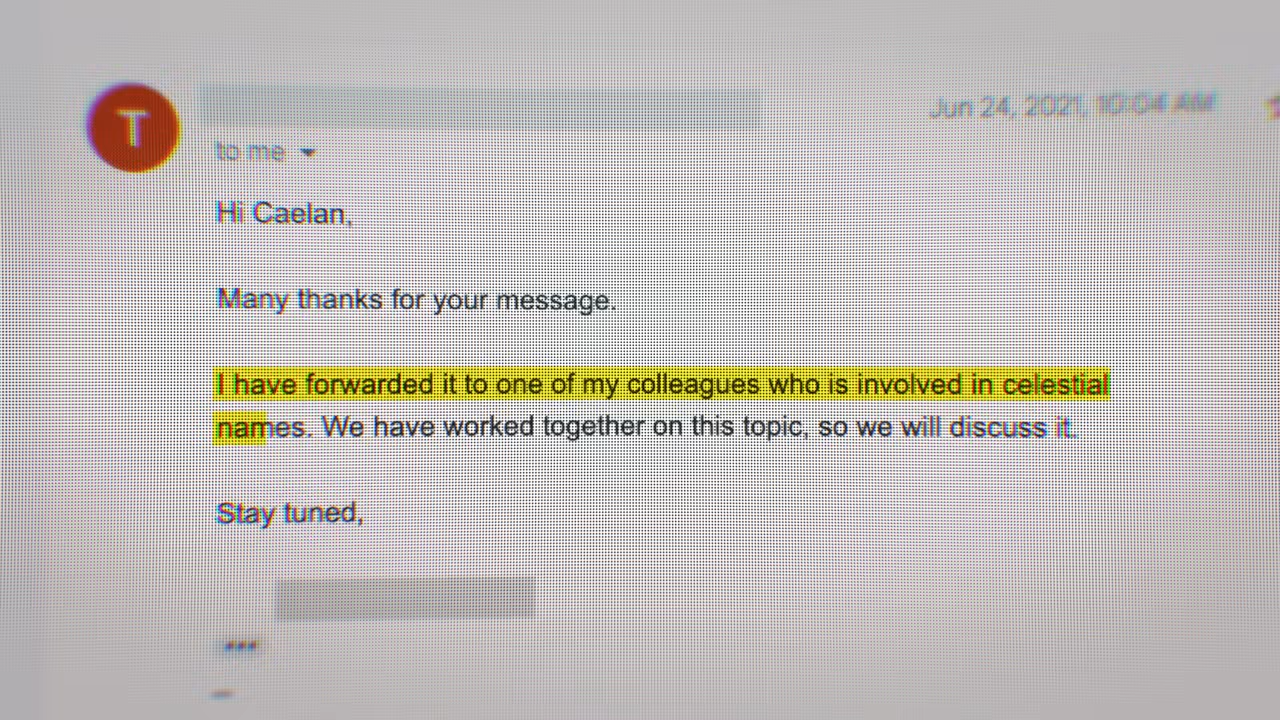 T
Jun 24, 2021, 10:04 AM
to me
Hi Caelan,
Many thanks for your message.
I have forwarded it to one of my colleagues who is involved in celestial
names. We have worked together on this topic, so we will discuss it.
Stay tuned,